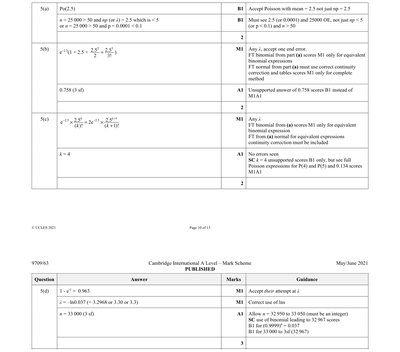 5(a) Po(2.5) B1 Accept Poisson with mean = 2.5 not just np = 2.5
n = 25 000 > 50 and np (or λ) = 2.5 which is < 5 B1 Must see 2.5 (or 0.0001) and 25000 OE, not just np < 5
or n = 25 000 > 50 and p = 0.0001 < 0.1 (or p < 0.1) and n > 50
2
5(b) e^-2.5(1 + 2.5 + 2.5²/2 + 2.5³/3!) M1 Any λ, accept one end error.
FT binomial from part (a) scores M1 only for equivalent
binomial expressions
FT normal from part (a) must use correct continuity
correction and tables scores M1 only for complete
method
0.758 (3 sf) A1 Unsupported answer of 0.758 scores B1 instead of
M1A1
2
5(c) M1 Any λ
FT binomial from (a) scores M1 only for equivalent
binomial expression
FT from (a) normal for equivalent expressions
continuity correction must be included
k = 4 A1 No errors seen
SC k = 4 unsupported scores B1 only, but see full
Poisson expressions for P(4) and P(5) and 0.134 scores
M1A1
2
© UCLES 2021 Page 10 of 13
9709/63 Cambridge International A Level – Mark Scheme May/June 2021
PUBLISHED
Question Answer Marks Guidance
5(d) = 0.963 M1 Accept their attempt at λ
λ = -ln0.037 (= 3.2968 or 3.30 or 3.3) M1 Correct use of lns
n = 33 000 (3 sf) A1 Allow n = 32 950 to 33 050 (must be an integer)
SC use of binomial leading to 32 967 scores
B1 for (0.9999)ⁿ = 0.037
B1 for 33 000 to 3sf (32 967)
3